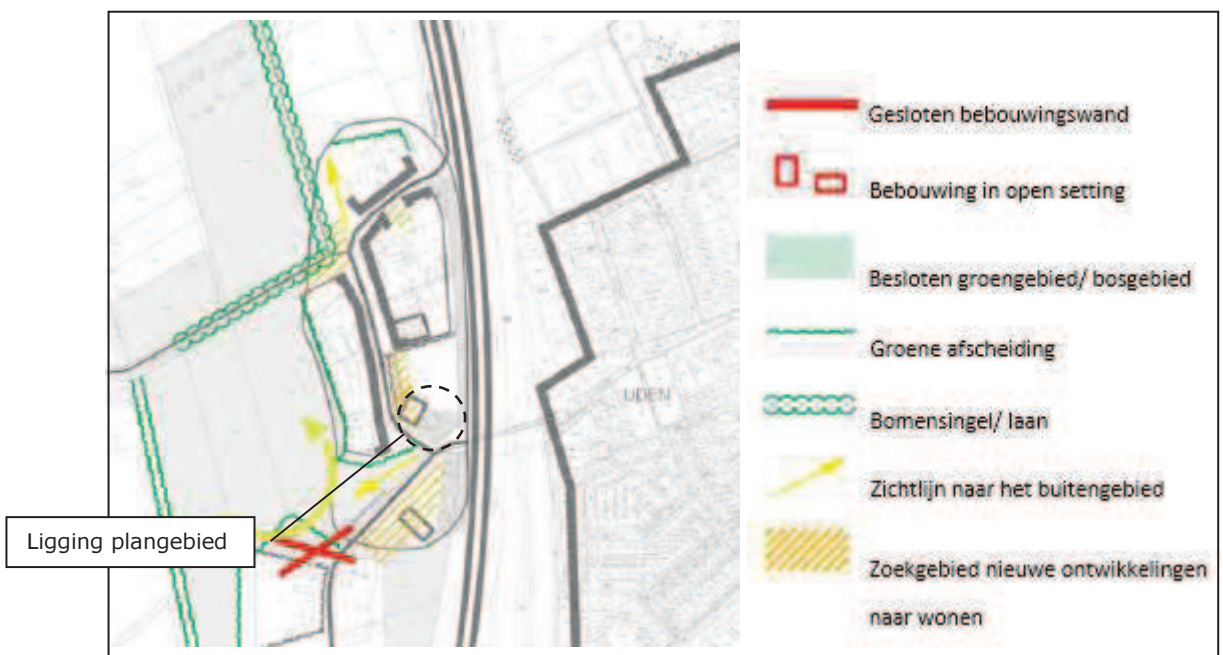 Gesloten bebouwingswand
Bebouwing in open setting
Besloten groengebied/ bosgebied
Groene afscheiding
Bomensingel/ laan
Zichtlijn naar het buitengebied
Zoekgebied nieuwe ontwikkelingen
naar wonen
UDEN
Ligging plangebied